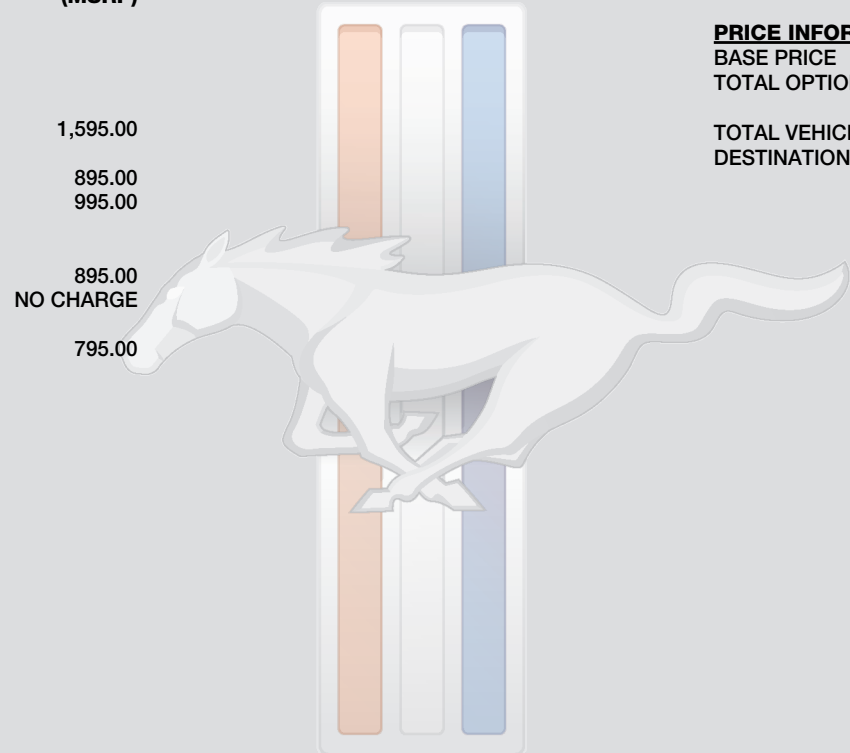 (MSRP)
1,595.00
895.00
995.00
895.00
NO CHARGE
795.00
PRICE INFOR
BASE PRICE
TOTAL OPTIO
TOTAL VEHIC
DESTINATION